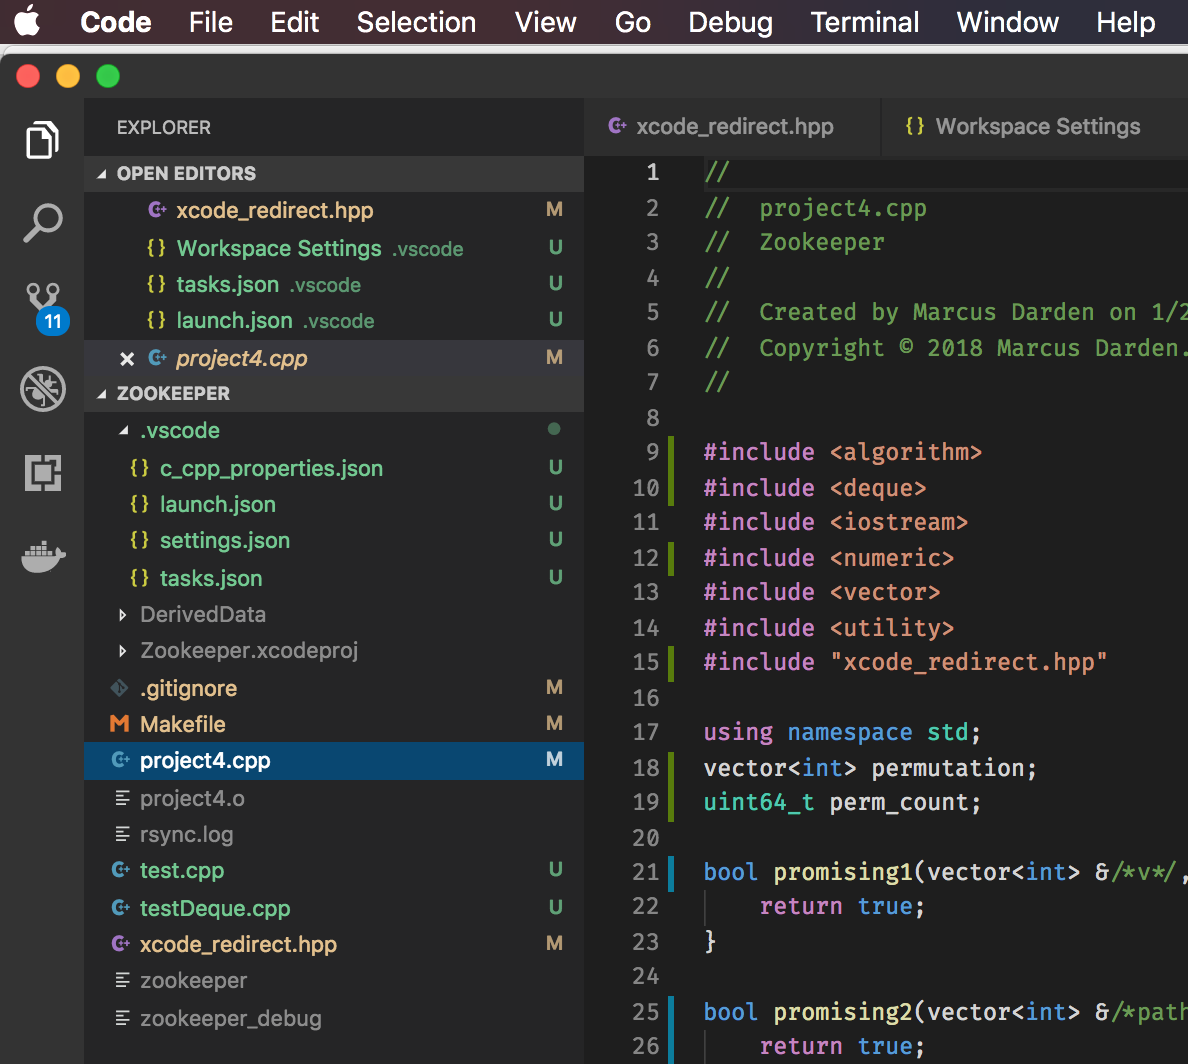 Code File Edit Selection View Go Debug Terminal Window Help
EXPLORER
OPEN EDITORS
xcode_redirect.hpp M
{} Workspace Settings .vscode U
{} tasks.json .vscode U
{} launch.json .vscode U
project4.cpp M
ZOOKEEPER
.vscode
{} c_cpp_properties.json U
{} launch.json U
{} settings.json U
{} tasks.json U
DerivedData
Zookeeper.xcodeproj
.gitignore M
M Makefile M
project4.cpp M
project4.o
rsync.log
test.cpp U
testDeque.cpp U
xcode_redirect.hpp M
zookeeper
zookeeper_debug
11
xcode_redirect.hpp {} Workspace Settings
1 //
2 //  project4.cpp
3 //  Zookeeper
4 //
5 //  Created by Marcus Darden on 1/2
6 //  Copyright © 2018 Marcus Darden.
7 //
8
9 #include <algorithm>
10 #include <deque>
11 #include <iostream>
12 #include <numeric>
13 #include <vector>
14 #include <utility>
15 #include "xcode_redirect.hpp"
16
17 using namespace std;
18 vector<int> permutation;
19 uint64_t perm_count;
20
21 bool promising1(vector<int> &/*v*/,
22     return true;
23 }
24
25 bool promising2(vector<int> &/*path
26     return true;